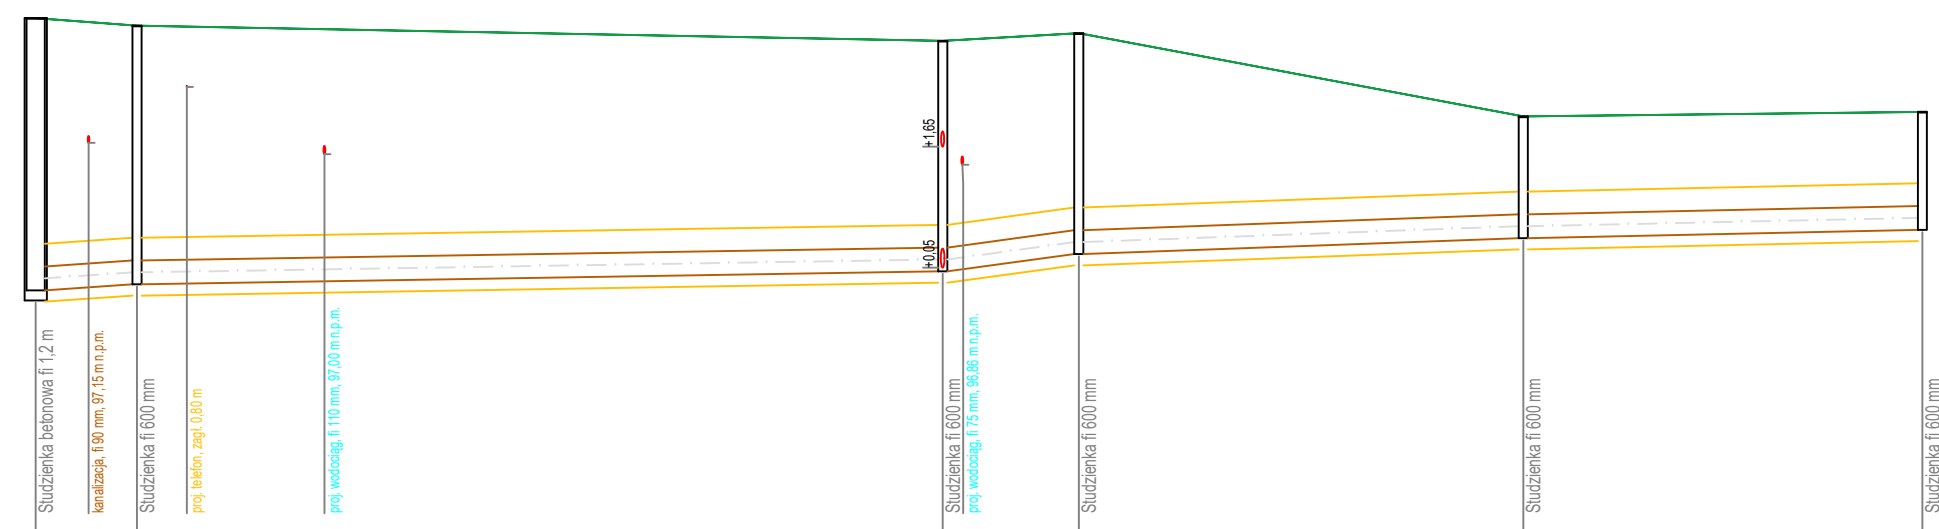 Studzienka betonowa fi 1,2 m
kanalizacja, fi 90 mm, 97,15 m n.p.m.
Studzienka fi 600 mm
proj. telefon, zagł. 0,80 m
proj. wodociąg, fi 110 mm, 97,00 m n.p.m.
+1,65
+0,05
Studzienka fi 600 mm
proj. wodociąg, fi 75 mm, 96,86 m n.p.m.
Studzienka fi 600 mm
Studzienka fi 600 mm
Studzienka fi 600 mm